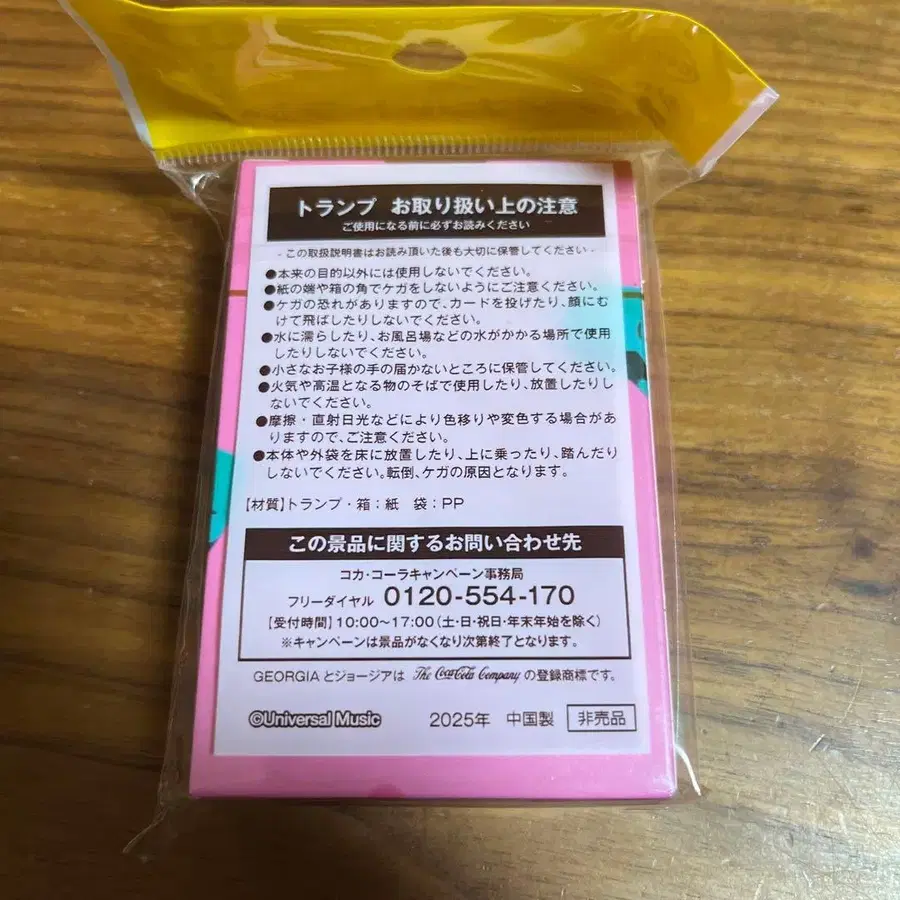 トランプ お取り扱い上の注意
ご使用になる前に必ずお読みください
- この取扱説明書はお読み頂いた後も大切に保管してください -
●本来の目的以外には使用しないでください。
●紙の端や箱の角でケガをしないようにご注意ください。
●ケガの恐れがありますので、カードを投げたり、顔にむ
けて飛ばしたりしないでください。
●水に濡らしたり、お風呂場などの水がかかる場所で使用
したりしないでください。
●小さなお子様の手の届かないところに保管してください。
●火気や高温となる物のそばで使用したり、放置したりし
ないでください。
●摩擦・直射日光などにより色移りや変色する場合があ
りますので、ご注意ください。
●本体や外袋を床に放置したり、上に乗ったり、踏んだり
しないでください。転倒、ケガの原因となります。
【材質】トランプ・箱：紙 袋：PP
この景品に関するお問い合わせ先
コカ・コーラキャンペーン事務局
フリーダイヤル 0120-554-170
【受付時間】10:00～17:00（土・日・祝日・年末年始を除く）
※キャンペーンは景品がなくなり次第終了となります。
GEORGIAとジョージアは The Coca-Cola Company の登録商標です。
©Universal Music 2025年 中国製 非売品